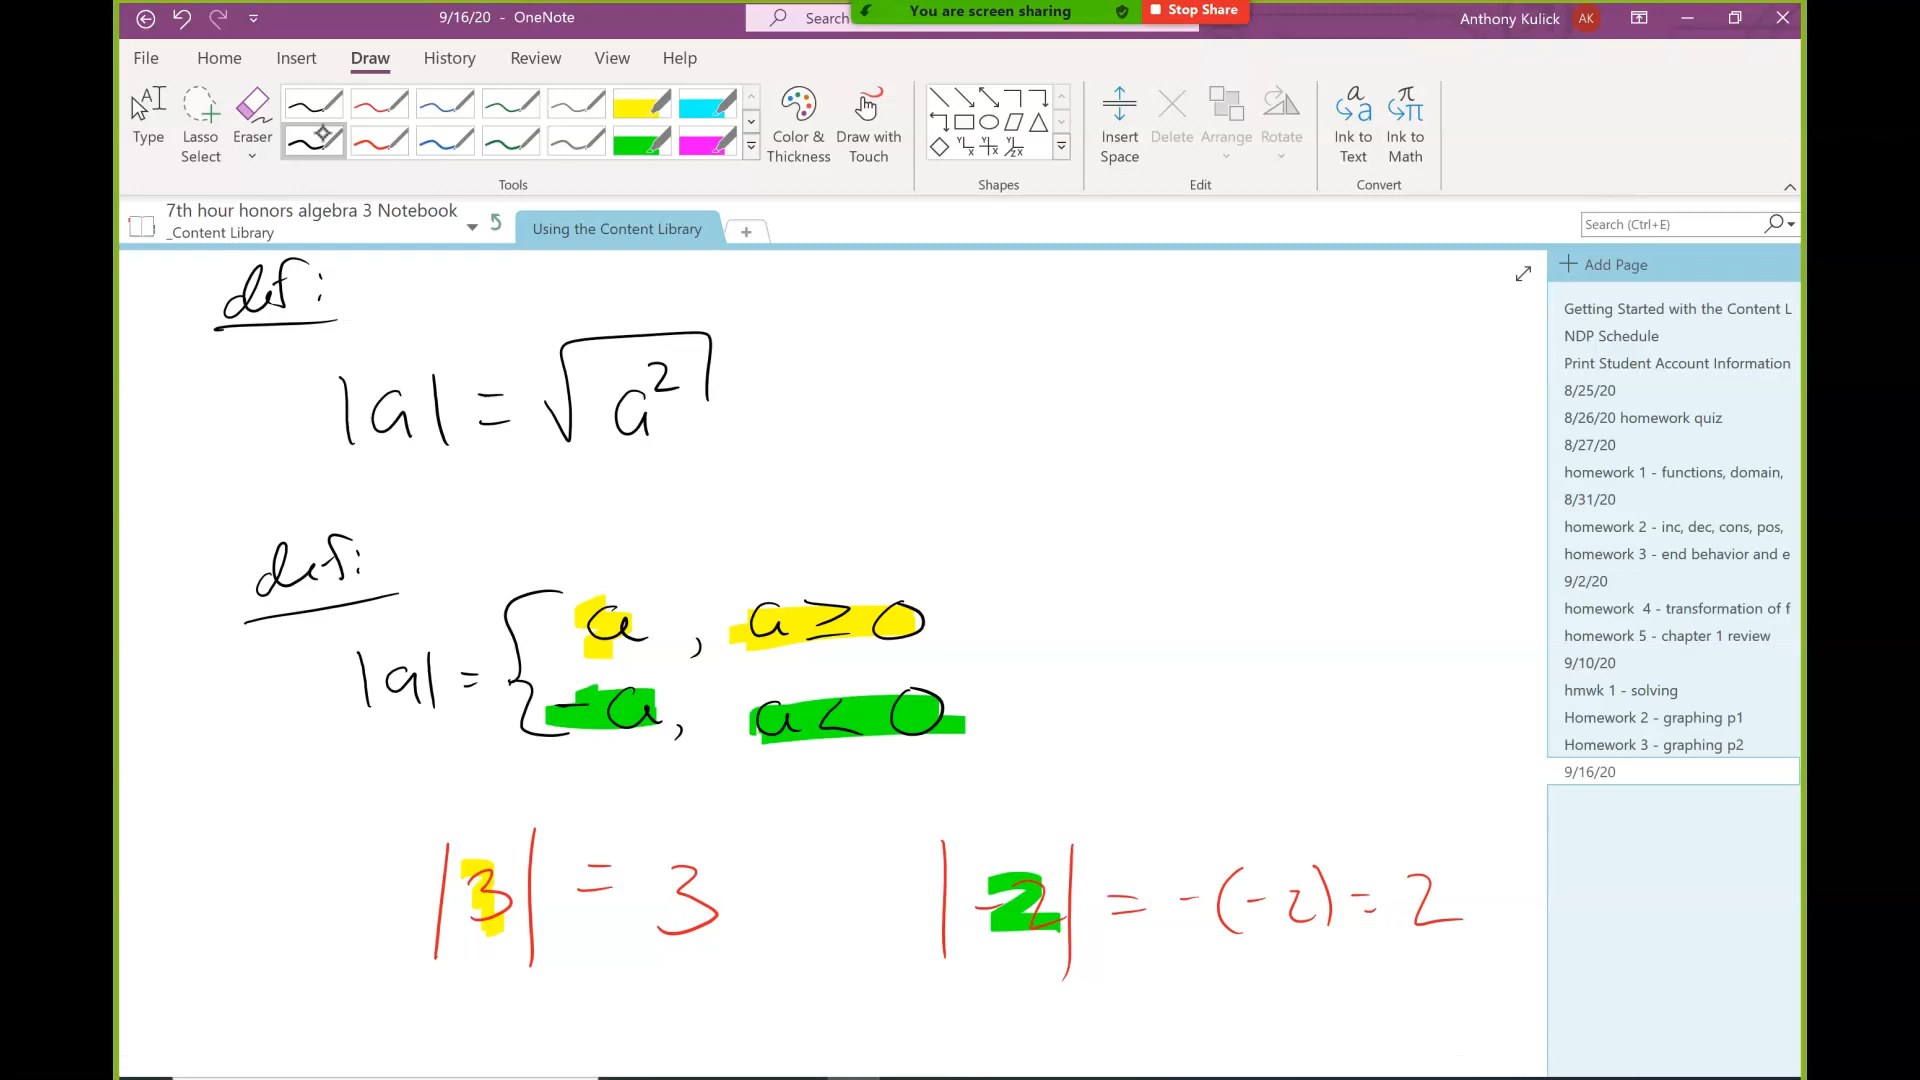 9/16/20 - OneNote
Search
You are screen sharing
Stop Share
Anthony Kulick
AK
File Home Insert Draw History Review View Help
Type
Lasso Select
Eraser
Color & Thickness
Draw with Touch
Insert Space
Delete
Arrange
Rotate
Ink to Text
Ink to Math
Tools
Shapes
Edit
Convert
7th hour honors algebra 3 Notebook
_Content Library
Using the Content Library
Search (Ctrl+E)
Add Page
Getting Started with the Content L
NDP Schedule
Print Student Account Information
8/25/20
8/26/20 homework quiz
8/27/20
homework 1 - functions, domain,
8/31/20
homework 2 - inc, dec, cons, pos,
homework 3 - end behavior and e
9/2/20
homework 4 - transformation of f
homework 5 - chapter 1 review
9/10/20
hmwk 1 - solving
Homework 2 - graphing p1
Homework 3 - graphing p2
9/16/20
def:
|a| = √a²
def:
|a| = { a , a ≥ 0
-a, a < 0
|3| = 3
|-2| = -(-2) = 2